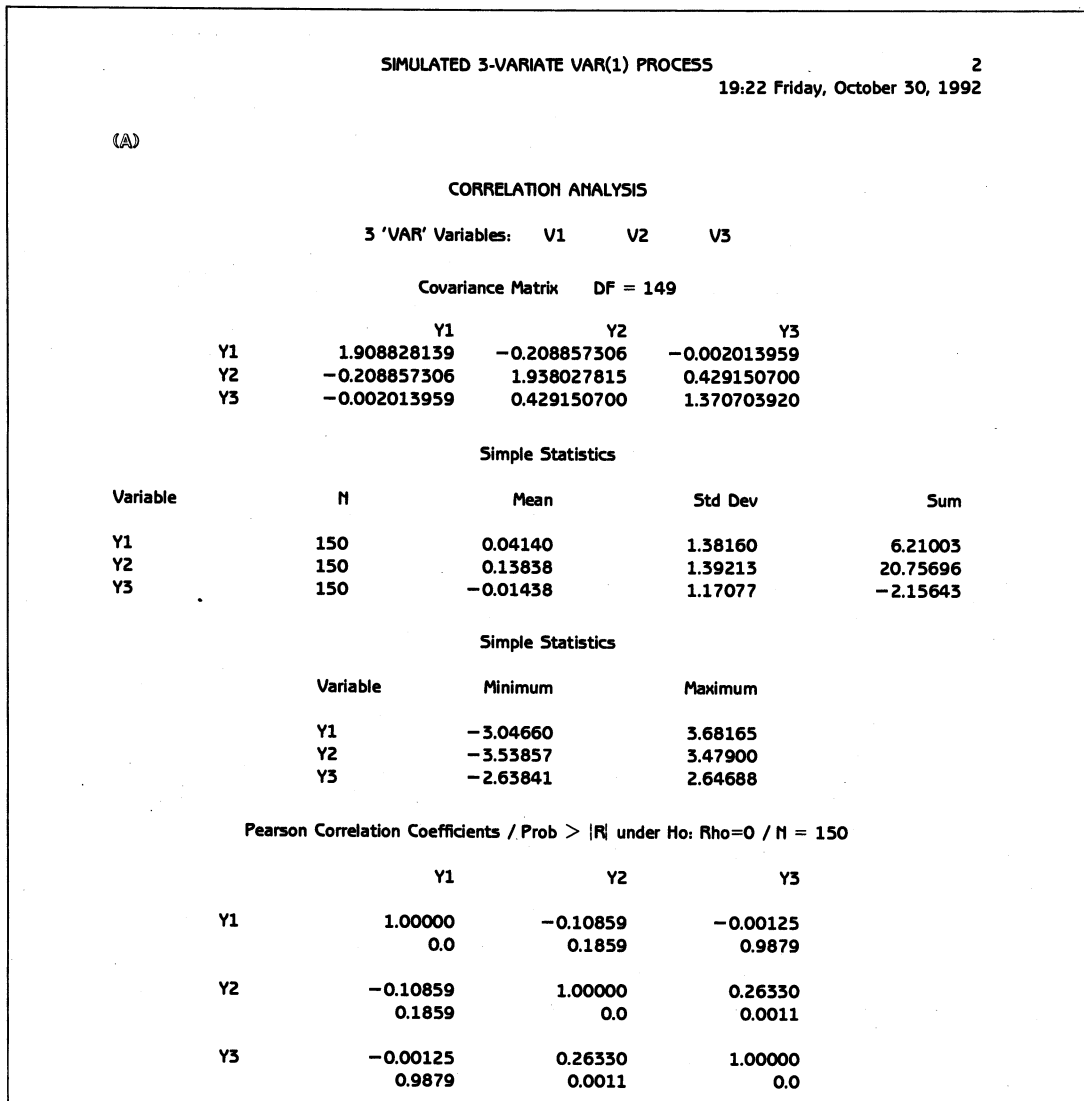 SIMULATED 3-VARIATE VAR(1) PROCESS 2
19:22 Friday, October 30, 1992
(A)
CORRELATION ANALYSIS
3 'VAR' Variables: V1 V2 V3
Covariance Matrix DF = 149
Y1 Y2 Y3
Y1 1.908828139 −0.208857306 −0.002013959
Y2 −0.208857306 1.938027815 0.429150700
Y3 −0.002013959 0.429150700 1.370703920
Simple Statistics
Variable N Mean Std Dev Sum
Y1 150 0.04140 1.38160 6.21003
Y2 150 0.13838 1.39213 20.75696
Y3 150 −0.01438 1.17077 −2.15643
Simple Statistics
Variable Minimum Maximum
Y1 −3.04660 3.68165
Y2 −3.53857 3.47900
Y3 −2.63841 2.64688
Pearson Correlation Coefficients / Prob > |R| under Ho: Rho=0 / N = 150
Y1 Y2 Y3
Y1 1.00000 −0.10859 −0.00125
0.0 0.1859 0.9879
Y2 −0.10859 1.00000 0.26330
0.1859 0.0 0.0011
Y3 −0.00125 0.26330 1.00000
0.9879 0.0011 0.0